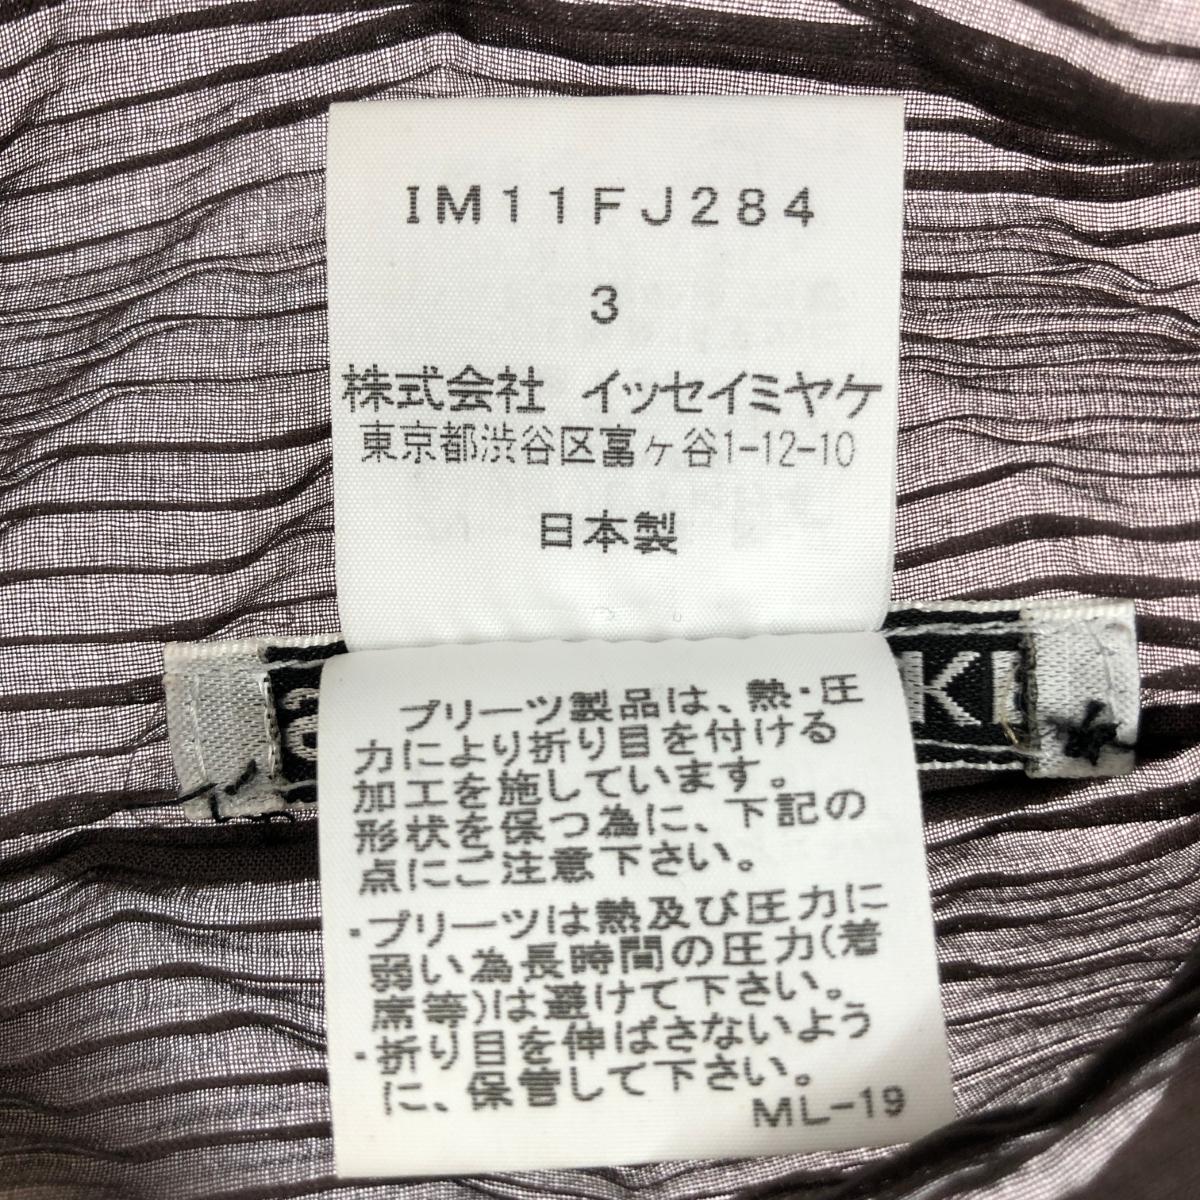 IM11FJ284
3
株式会社 イッセイミヤケ
東京都渋谷区富ヶ谷1-12-10
日本製
プリーツ製品は、熱・圧
力により折り目を付ける
加工を施しています。
形状を保つ為に、下記の
点にご注意下さい。
・プリーツは熱及び圧力に
弱い為長時間の圧力(着
席等)は避けて下さい。
・折り目を伸ばさないよう
に、保管して下さい。
ML-19